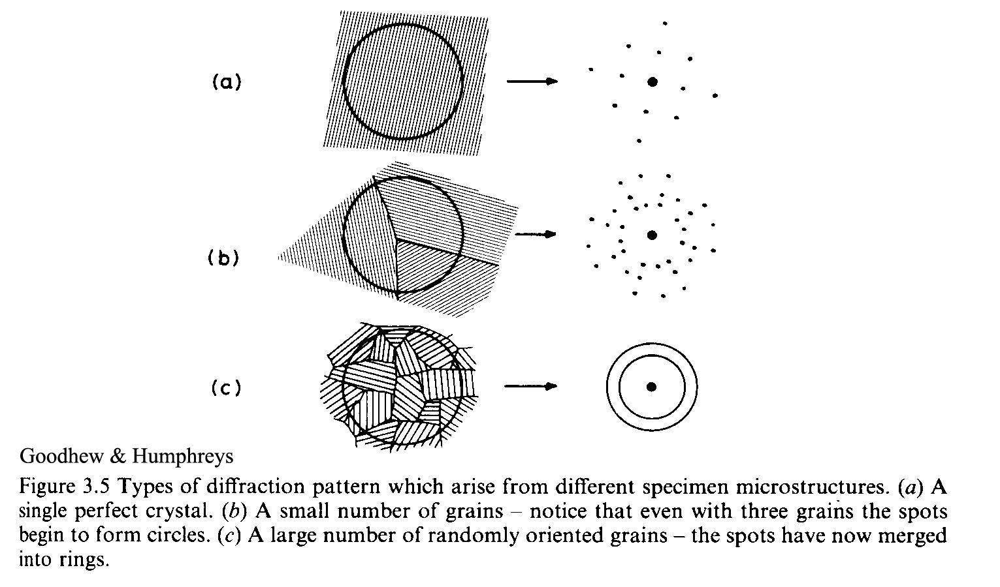 (a)
(b)
(c)
Goodhew & Humphreys
Figure 3.5 Types of diffraction pattern which arise from different specimen microstructures. (a) A
single perfect crystal. (b) A small number of grains – notice that even with three grains the spots
begin to form circles. (c) A large number of randomly oriented grains – the spots have now merged
into rings.